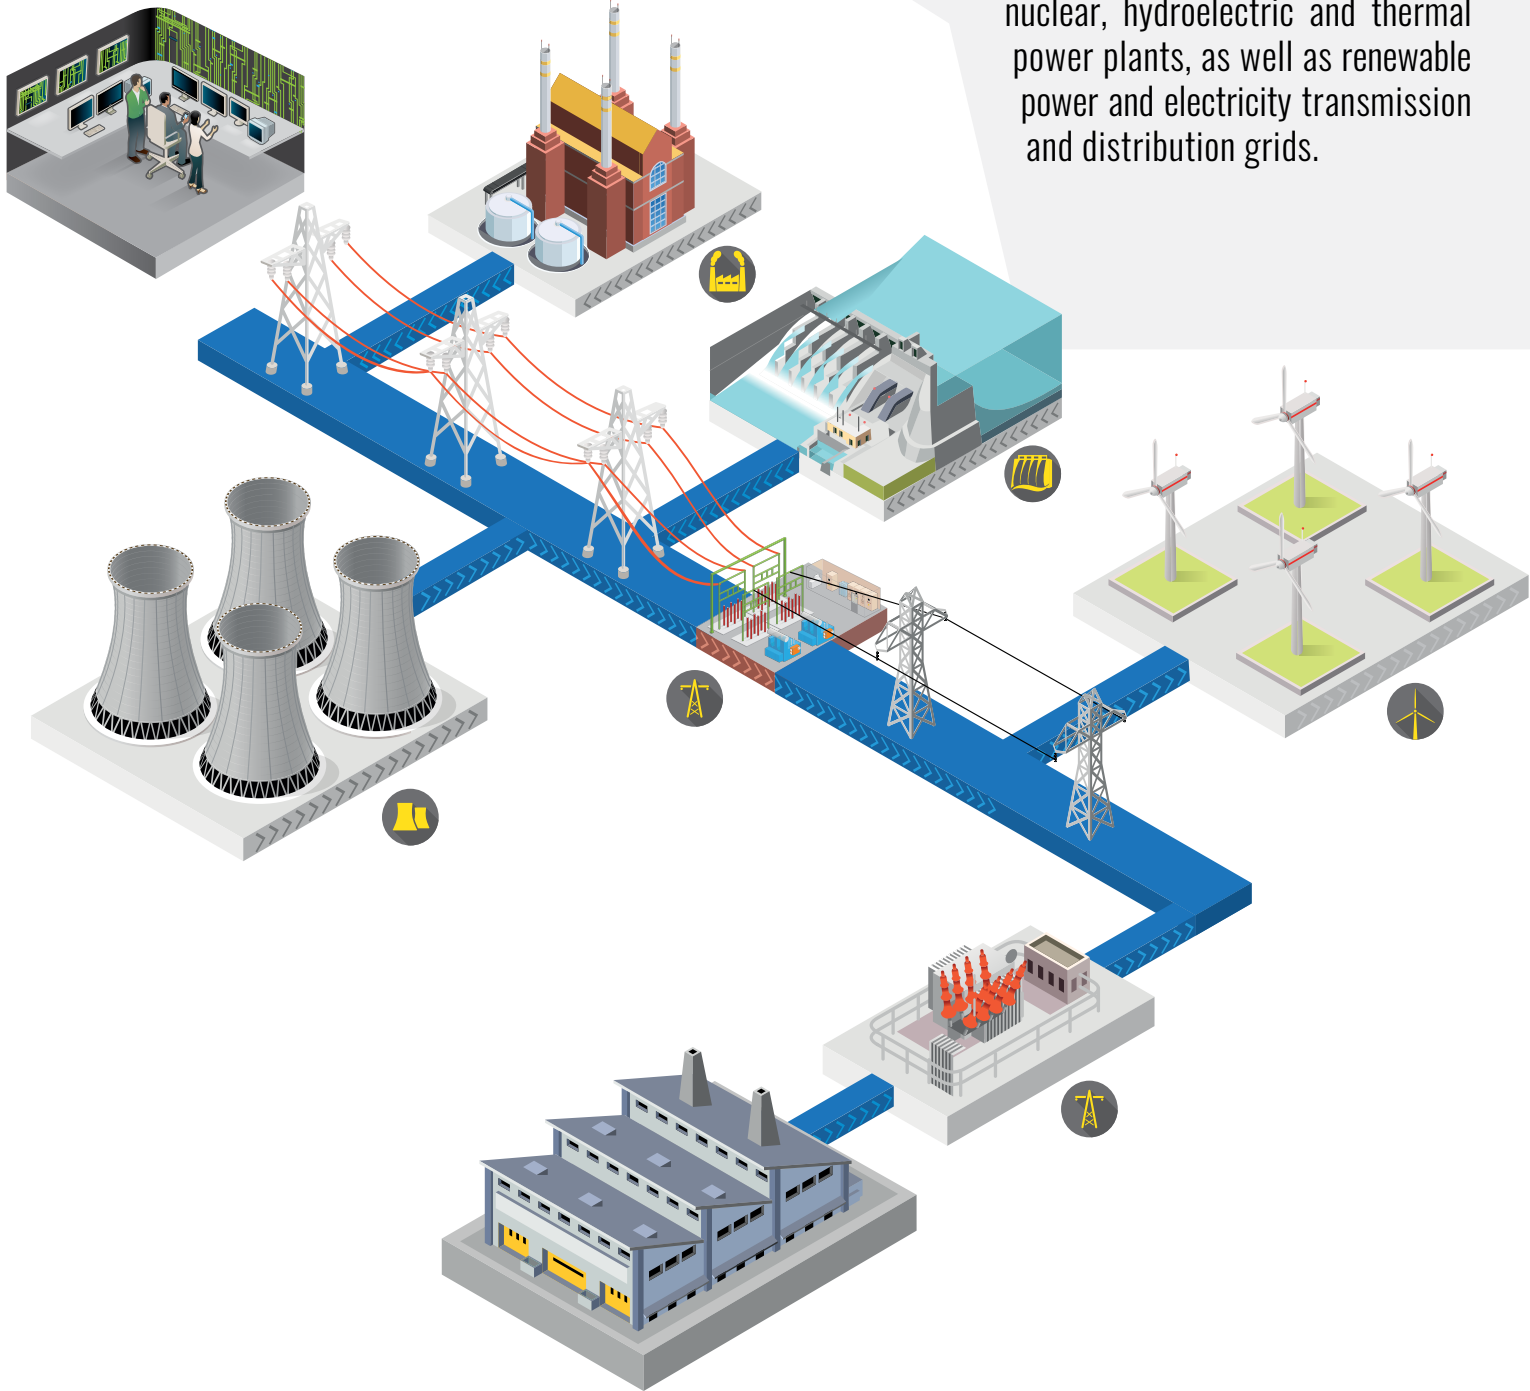 nuclear, hydroelectric and thermal
power plants, as well as renewable
power and electricity transmission
and distribution grids.